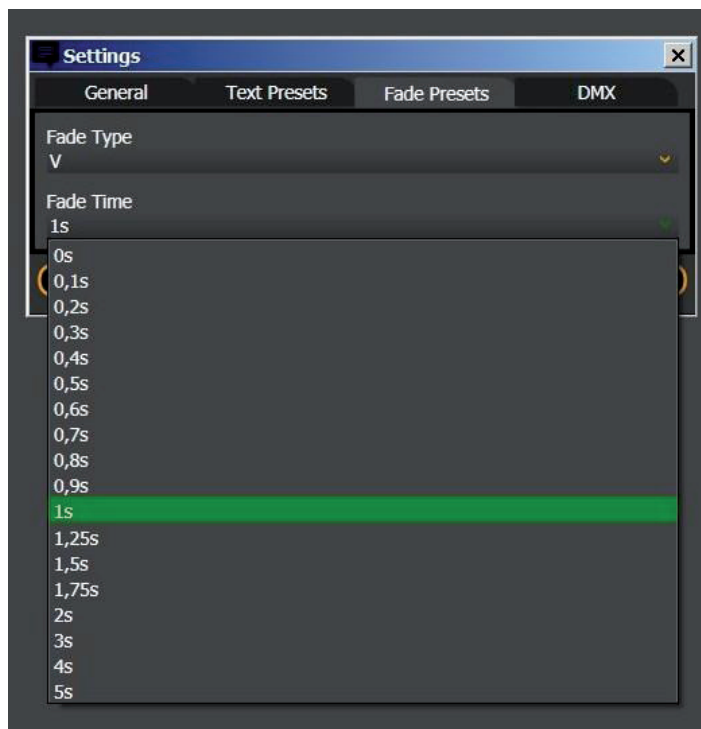 Settings
General Text Presets Fade Presets DMX
Fade Type
V
Fade Time
1s
0s
0,1s
0,2s
0,3s
0,4s
0,5s
0,6s
0,7s
0,8s
0,9s
1s
1,25s
1,5s
1,75s
2s
3s
4s
5s